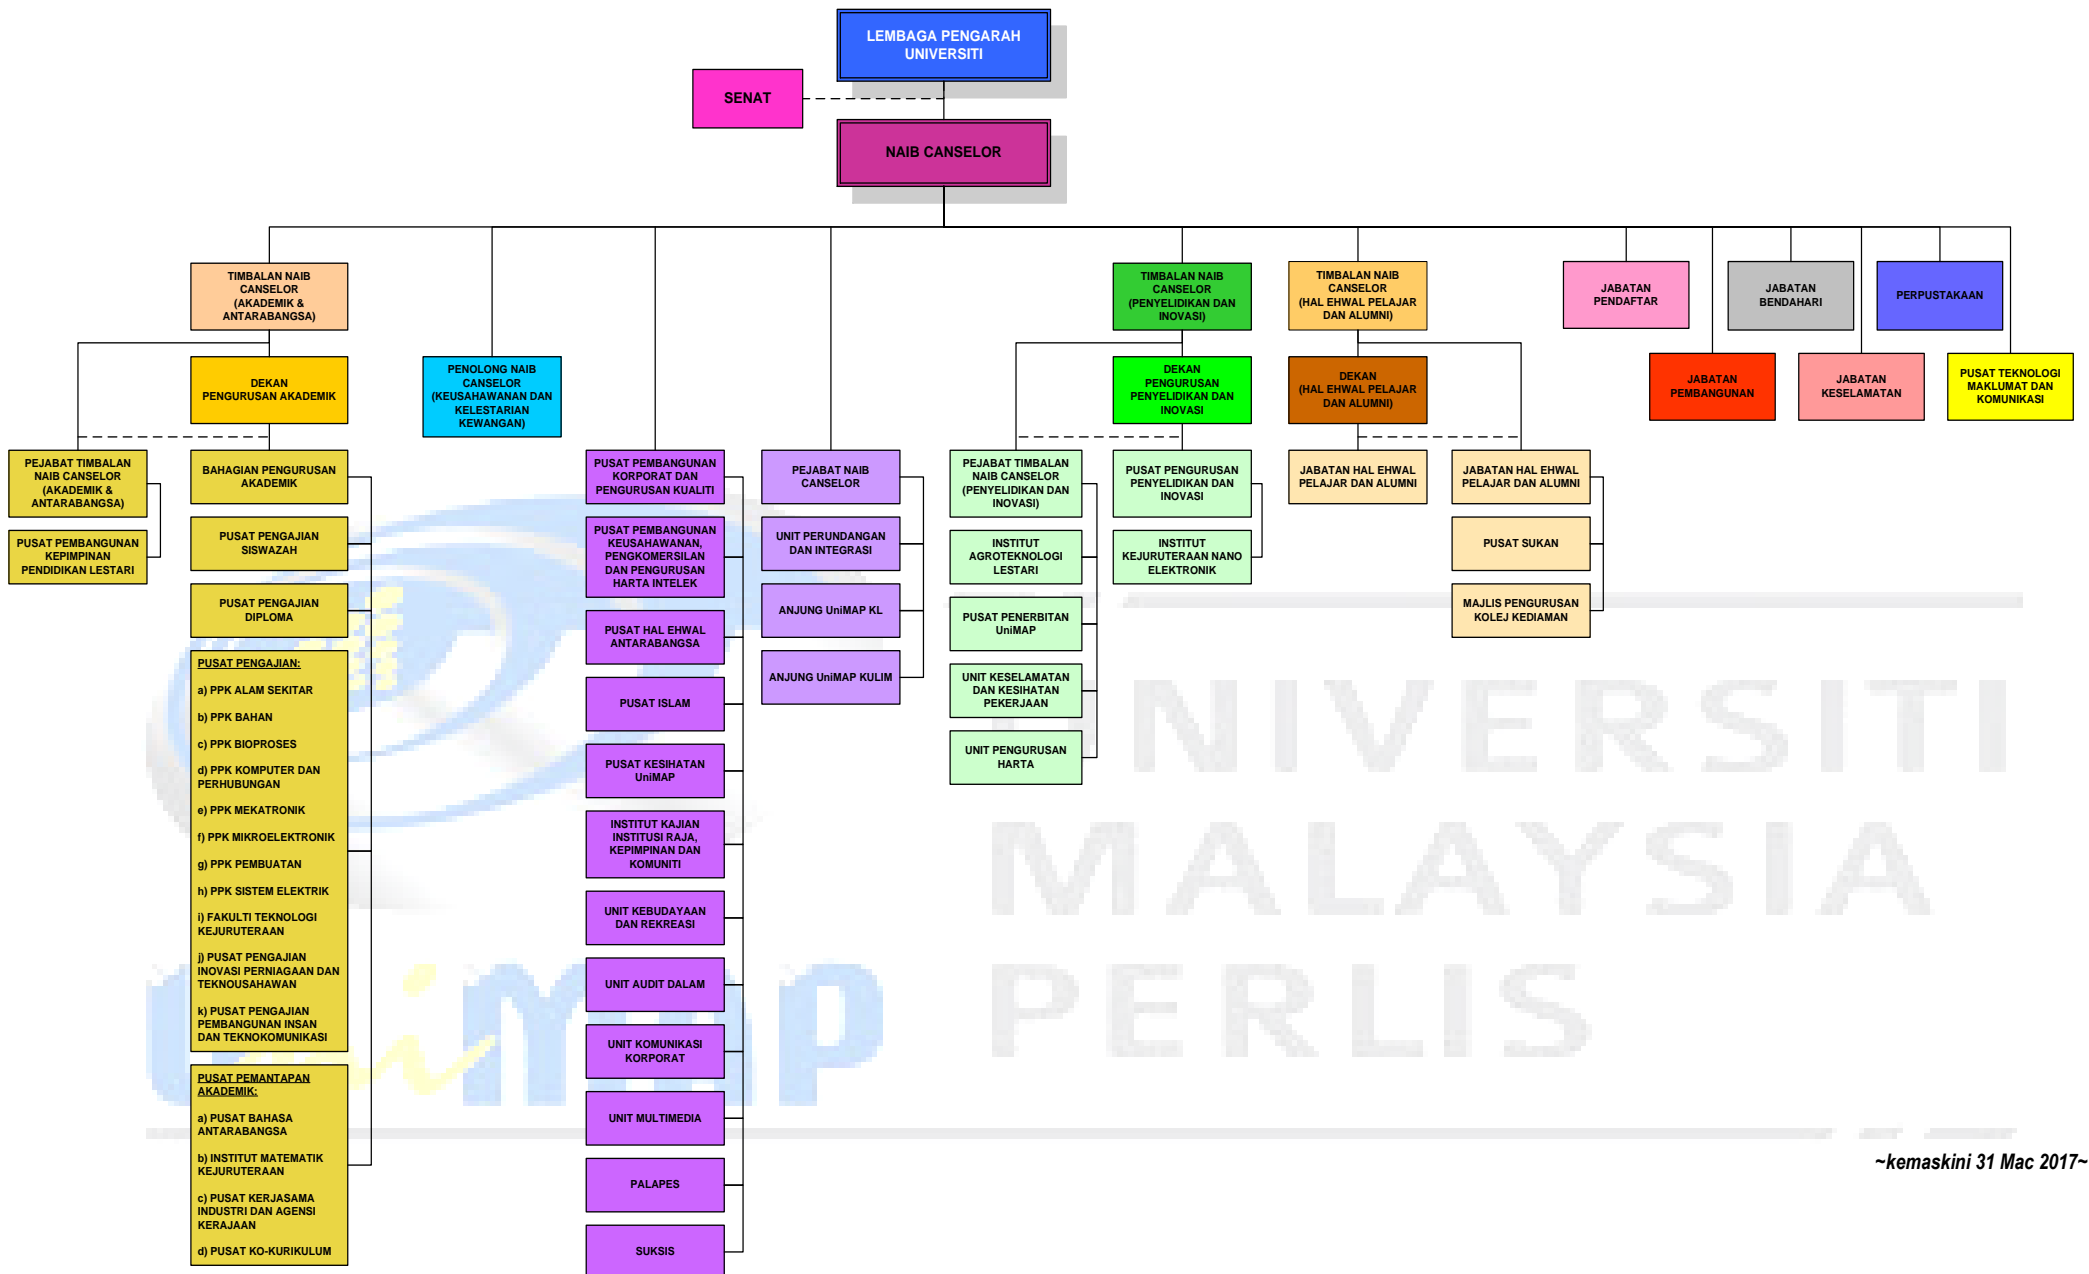 LEMBAGA PENGARAH
UNIVERSITI
SENAT
NAIB CANSELOR
TIMBALAN NAIB
CANSELOR
(AKADEMIK &
ANTARABANGSA)
TIMBALAN NAIB
CANSELOR
(PENYELIDIKAN DAN
INOVASI)
TIMBALAN NAIB
CANSELOR
(HAL EHWAL PELAJAR
DAN ALUMNI)
JABATAN
PENDAFTAR
JABATAN
BENDAHARI
PERPUSTAKAAN
DEKAN
PENGURUSAN AKADEMIK
PENOLONG NAIB
CANSELOR
(KEUSAHAWANAN DAN
KELESTARIAN
KEWANGAN)
DEKAN
PENGURUSAN
PENYELIDIKAN DAN
INOVASI
DEKAN
(HAL EHWAL PELAJAR
DAN ALUMNI)
JABATAN
PEMBANGUNAN
JABATAN
KESELAMATAN
PUSAT TEKNOLOGI
MAKLUMAT DAN
KOMUNIKASI
PEJABAT TIMBALAN
NAIB CANSELOR
(AKADEMIK &
ANTARABANGSA)
PUSAT PEMBANGUNAN
KEPIMPINAN
PENDIDIKAN LESTARI
BAHAGIAN PENGURUSAN
AKADEMIK
PUSAT PENGAJIAN
SISWAZAH
PUSAT PENGAJIAN
DIPLOMA
PUSAT PENGAJIAN:
a) PPK ALAM SEKITAR
b) PPK BAHAN
c) PPK BIOPROSES
d) PPK KOMPUTER DAN
PERHUBUNGAN
e) PPK MEKATRONIK
f) PPK MIKROELEKTRONIK
g) PPK PEMBUATAN
h) PPK SISTEM ELEKTRIK
i) FAKULTI TEKNOLOGI
KEJURUTERAAN
j) PUSAT PENGAJIAN
INOVASI PERNIAGAAN DAN
TEKNOUSAHAWAN
k) PUSAT PENGAJIAN
PEMBANGUNAN INSAN
DAN TEKNOKOMUNIKASI
PUSAT PEMANTAPAN
AKADEMIK:
a) PUSAT BAHASA
ANTARABANGSA
b) INSTITUT MATEMATIK
KEJURUTERAAN
c) PUSAT KERJASAMA
INDUSTRI DAN AGENSI
KERAJAAN
d) PUSAT KO-KURIKULUM
PUSAT PEMBANGUNAN
KORPORAT DAN
PENGURUSAN KUALITI
PUSAT PEMBANGUNAN
KEUSAHAWANAN,
PENGKOMERSILAN
DAN PENGURUSAN
HARTA INTELEK
PUSAT HAL EHWAL
ANTARABANGSA
PUSAT ISLAM
PUSAT KESIHATAN
UniMAP
INSTITUT KAJIAN
INSTITUSI RAJA,
KEPIMPINAN DAN
KOMUNITI
UNIT KEBUDAYAAN
DAN REKREASI
UNIT AUDIT DALAM
UNIT KOMUNIKASI
KORPORAT
UNIT MULTIMEDIA
PALAPES
SUKSIS
PEJABAT NAIB
CANSELOR
UNIT PERUNDANGAN
DAN INTEGRASI
ANJUNG UniMAP KL
ANJUNG UniMAP KULIM
PEJABAT TIMBALAN
NAIB CANSELOR
(PENYELIDIKAN DAN
INOVASI)
INSTITUT
AGROTEKNOLOGI
LESTARI
PUSAT PENERBITAN
UniMAP
UNIT KESELAMATAN
DAN KESIHATAN
PEKERJAAN
UNIT PENGURUSAN
HARTA
PUSAT PENGURUSAN
PENYELIDIKAN DAN
INOVASI
INSTITUT
KEJURUTERAAN NANO
ELEKTRONIK
JABATAN HAL EHWAL
PELAJAR DAN ALUMNI
JABATAN HAL EHWAL
PELAJAR DAN ALUMNI
PUSAT SUKAN
MAJLIS PENGURUSAN
KOLEJ KEDIAMAN
UniMAP
UNIVERSITI
MALAYSIA
PERLIS
~kemaskini 31 Mac 2017~